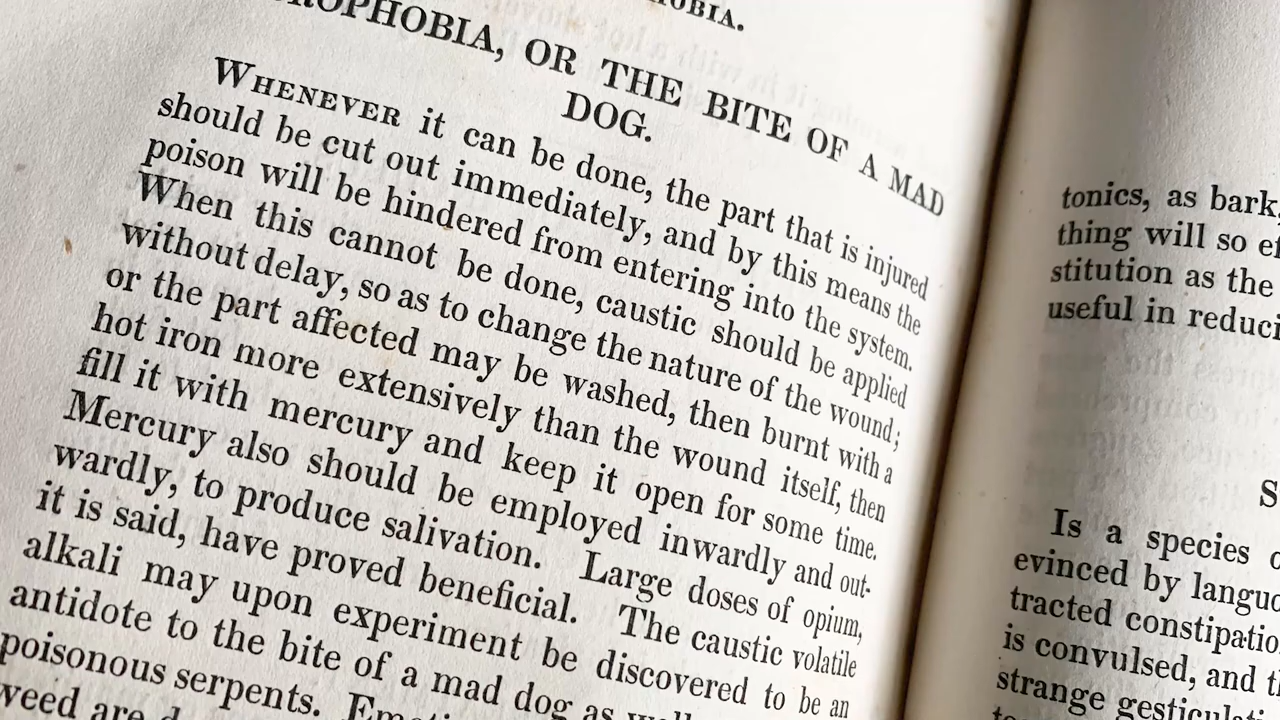 OBIA.
ROPHOBIA, OR THE BITE OF A MAD
DOG.
WHENEVER it can be done, the part that is injured
should be cut out immediately, and by this means the
poison will be hindered from entering into the system.
When this cannot be done, caustic should be applied
without delay, so as to change the nature of the wound;
or the part affected may be washed, then burnt with a
hot iron more extensively than the wound itself, then
fill it with mercury and keep it open for some time.
Mercury also should be employed inwardly and out-
wardly, to produce salivation. Large doses of opium,
it is said, have proved beneficial. The caustic volatile
alkali may upon experiment be discovered to be an
antidote to the bite of a mad dog as well
poisonous serpents.
weed are
tonics, as bark,
thing will so ef
stitution as the
useful in reduci
S
Is a species o
evinced by languo
tracted constipatio
is convulsed, and th
strange gesticulati